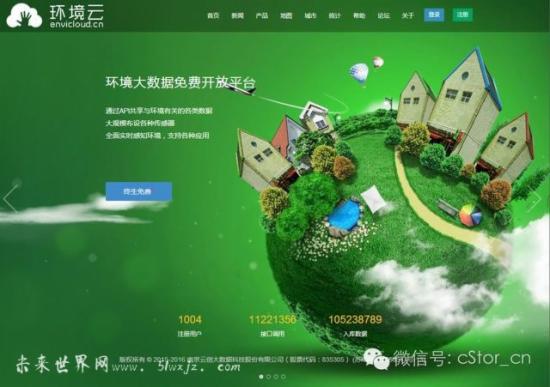 环境云
envicloud.cn
首页 新闻 产品 地图 城市 统计 帮助 论坛 关于 登录 注册
环境大数据免费开放平台
通过API共享与环境有关的各类数据
大规模布设各种传感器
全面实时感知环境，支持各种应用
终生免费
1004 11221356 105238789
注册用户 接口调用 入库数据
版权所有 © 2015-2016 南京云创大数据科技股份有限公司 ( 股票代码：835305 )
未来世界网 www.51wxjz.com
微信号: cStor_cn